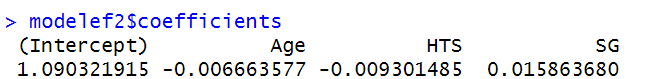 > modelef2$coefficients
(Intercept) Age HTS SG
1.090321915 -0.006663577 -0.009301485 0.015863680